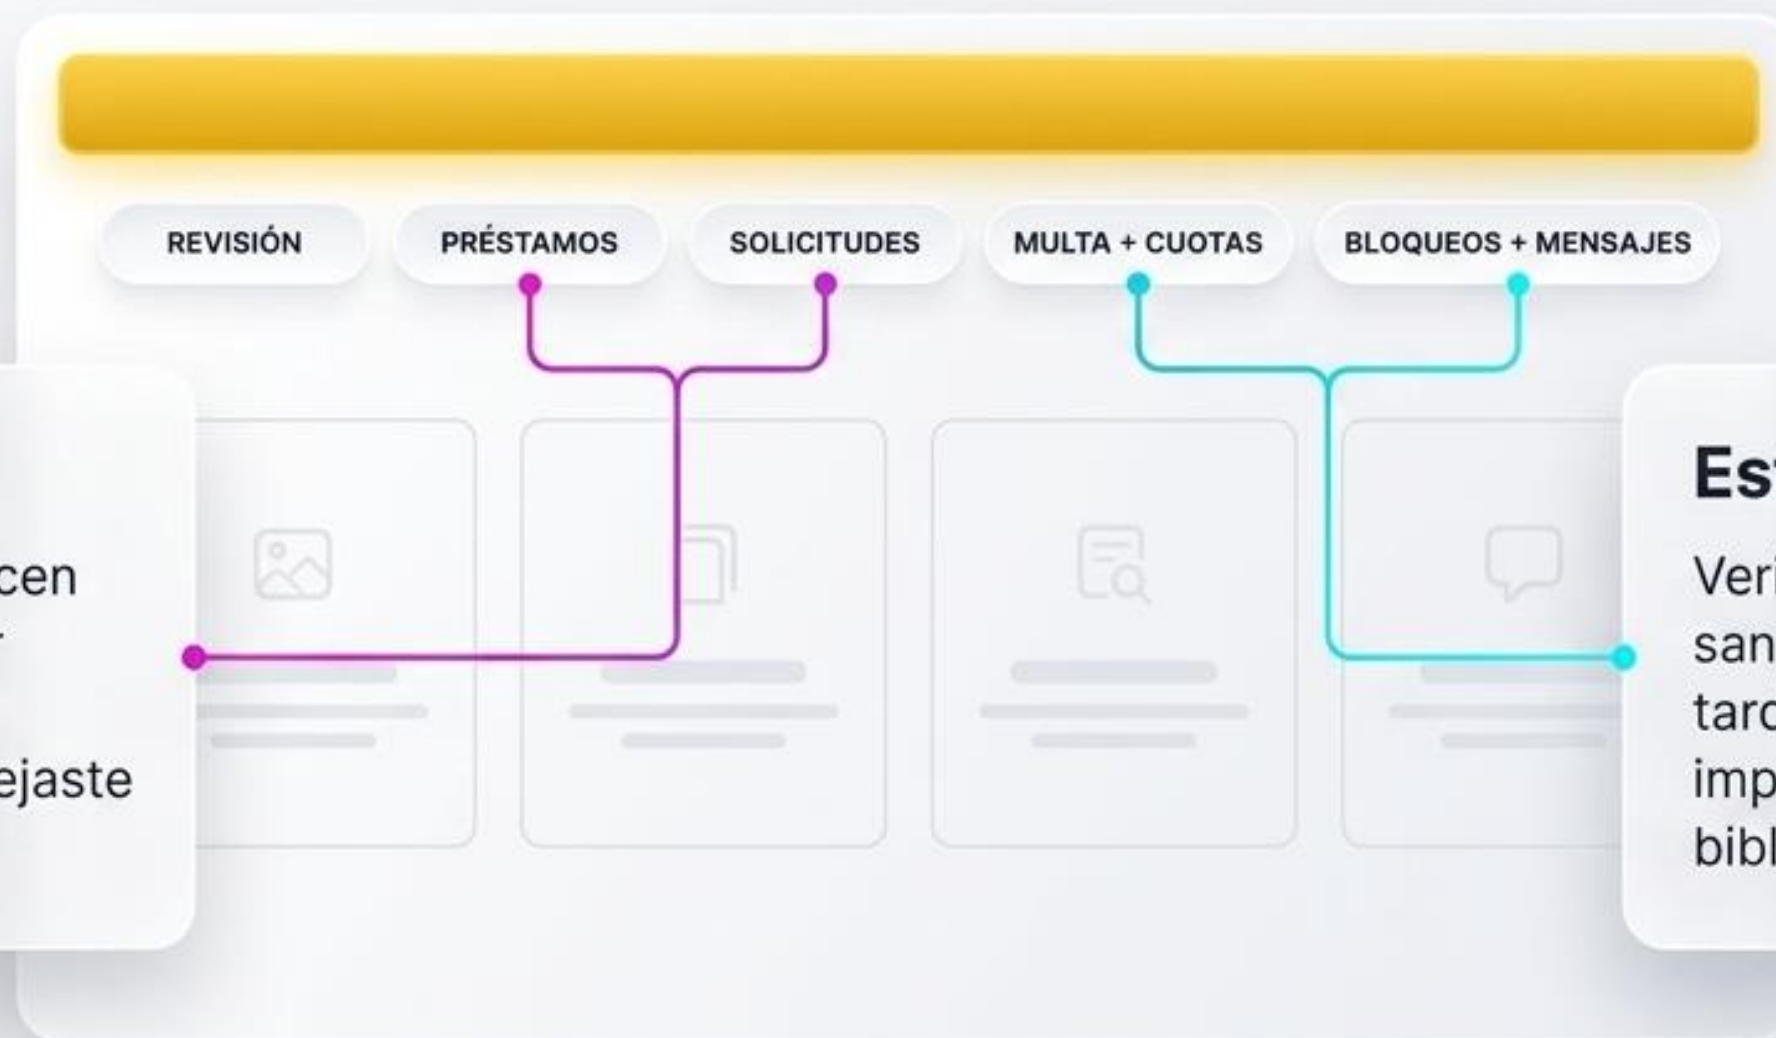 REVISIÓN PRÉSTAMOS SOLICITUDES MULTA + CUOTAS BLOQUEOS + MENSAJES
cen
ejaste
Es
Veri
san
tard
imp
bibl